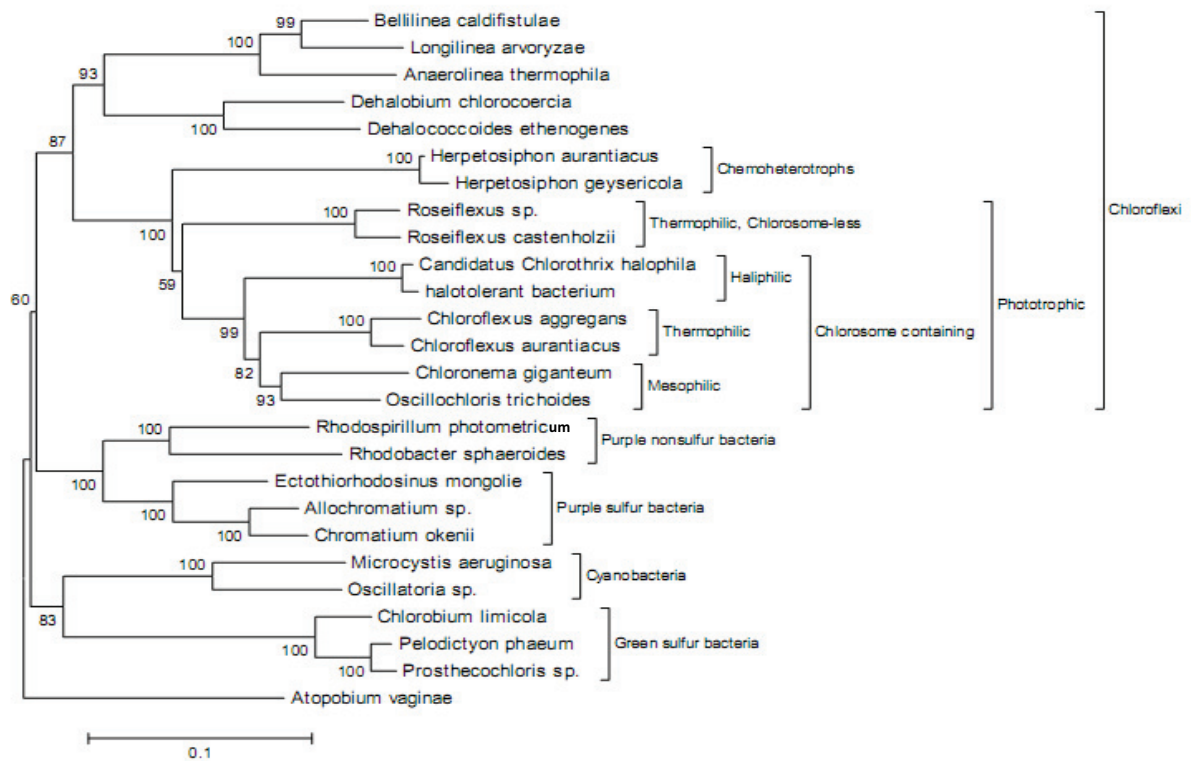 99
Bellilinea caldifistulae
100
Longilinea arvoryzae
93
Anaerolinea thermophila
Dehalobium chlorocoercia
100
Dehalococcoides ethenogenes
87
100
Herpetosiphon aurantiacus
Chemoheterotrophs
Herpetosiphon geysericola
100
Roseiflexus sp.
Thermophilic, Chlorosome-less
Chloroflexi
100
Roseiflexus castenholzii
100
Candidatus Chlorothrix halophila
Haliphilic
59
halotolerant bacterium
Phototrophic
60
100
Chloroflexus aggregans
Thermophilic
Chlorosome containing
99
Chloroflexus aurantiacus
82
Chloronema giganteum
Mesophilic
93
Oscillochloris trichoides
100
Rhodospirillum photometricum
Purple nonsulfur bacteria
Rhodobacter sphaeroides
100
Ectothiorhodosinus mongolie
100
Allochromatium sp.
Purple sulfur bacteria
100
Chromatium okenii
100
Microcystis aeruginosa
Cyanobacteria
Oscillatoria sp.
83
Chlorobium limicola
100
Pelodictyon phaeum
Green sulfur bacteria
100
Prosthecochloris sp.
Atopobium vaginae
0.1